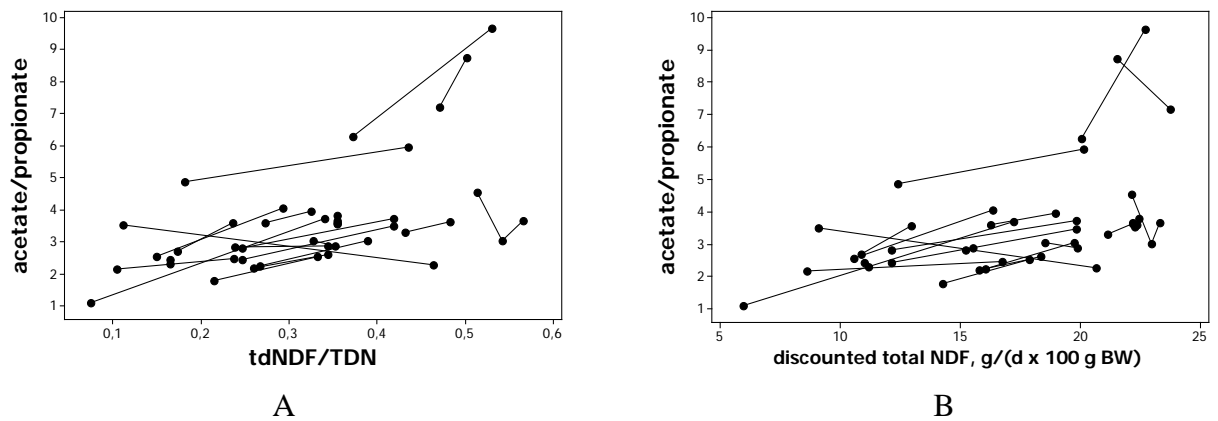 10
9
8
7
6
5
4
3
2
1
acetate/propionate
0,1 0,2 0,3 0,4 0,5 0,6
tdNDF/TDN
A
10
9
8
7
6
5
4
3
2
1
acetate/propionate
5 10 15 20 25
discounted total NDF, g/(d x 100 g BW)
B